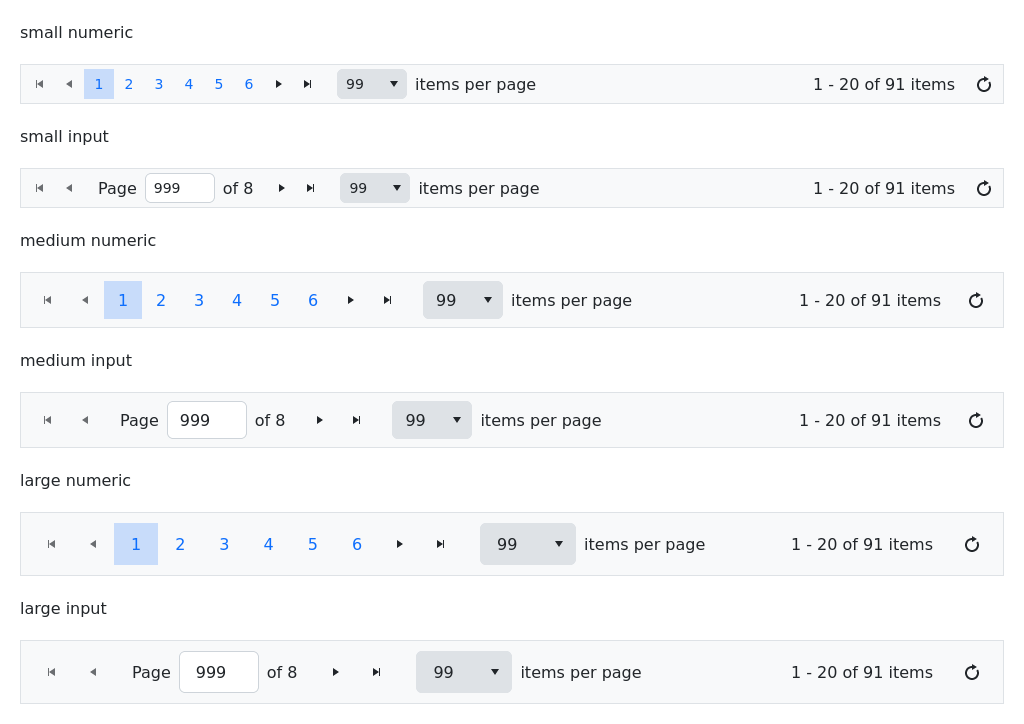 small numeric
1 2 3 4 5 6 99 items per page 1 - 20 of 91 items
small input
Page 999 of 8 99 items per page 1 - 20 of 91 items
medium numeric
1 2 3 4 5 6 99 items per page 1 - 20 of 91 items
medium input
Page 999 of 8 99 items per page 1 - 20 of 91 items
large numeric
1 2 3 4 5 6 99 items per page 1 - 20 of 91 items
large input
Page 999 of 8 99 items per page 1 - 20 of 91 items